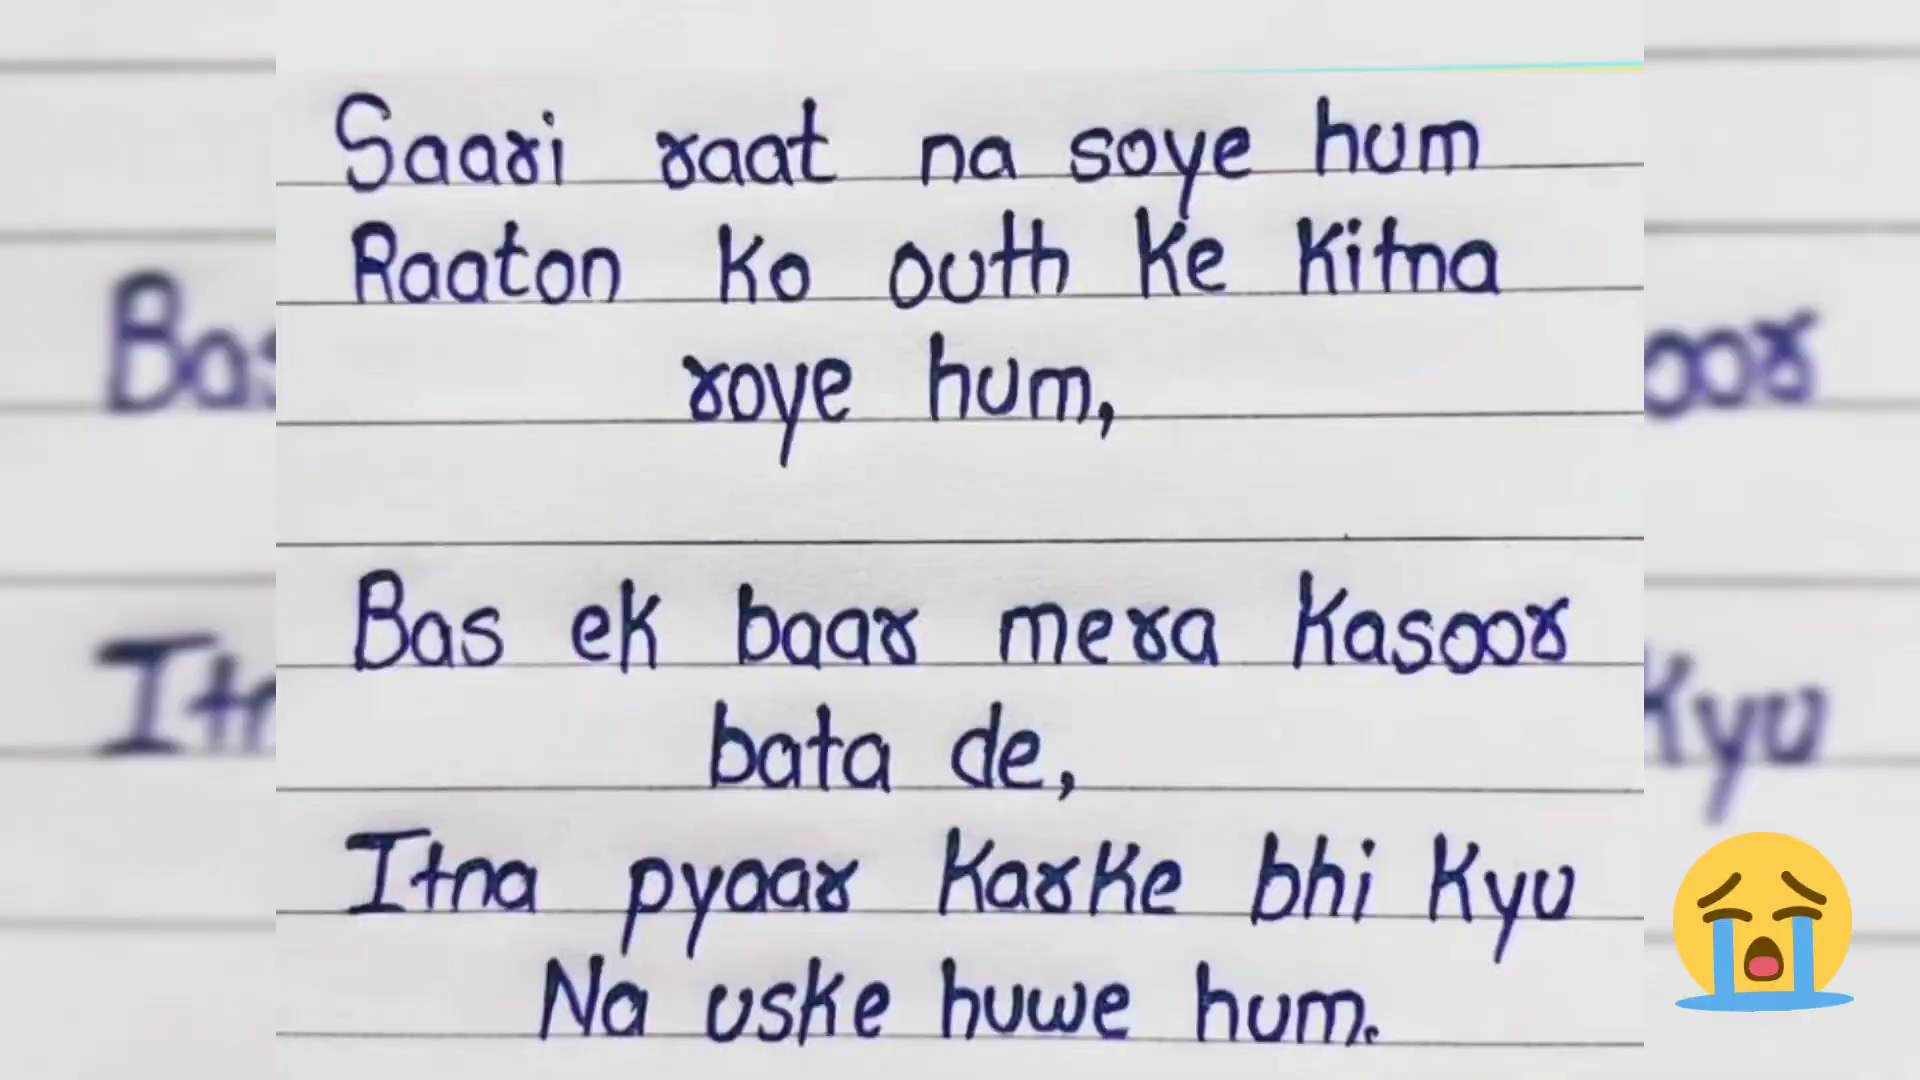 Saari raat na soye hum
Raaton ko outh ke kitna
roye hum,
Bas ek baar mera kasoor
bata de,
Itna pyaar karke bhi kyu
Na uske huwe hum.